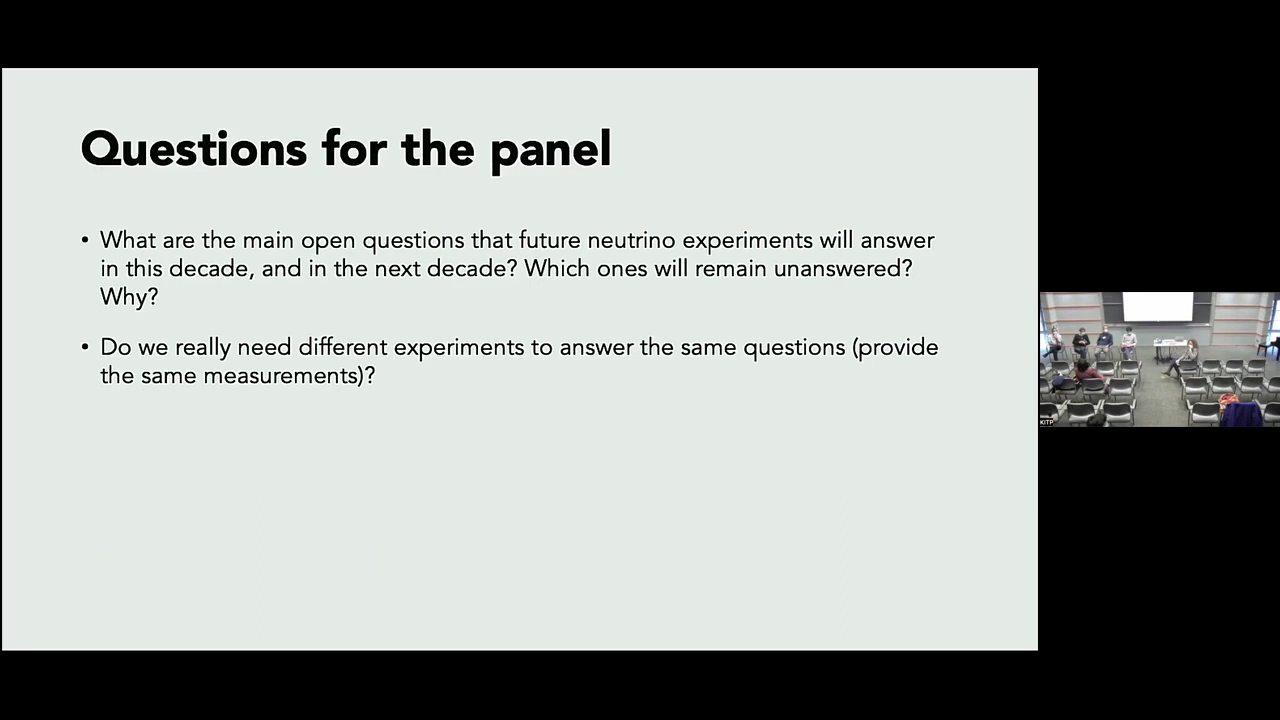 Questions for the panel
• What are the main open questions that future neutrino experiments will answer
in this decade, and in the next decade? Which ones will remain unanswered?
Why?
• Do we really need different experiments to answer the same questions (provide
the same measurements)?
KITP